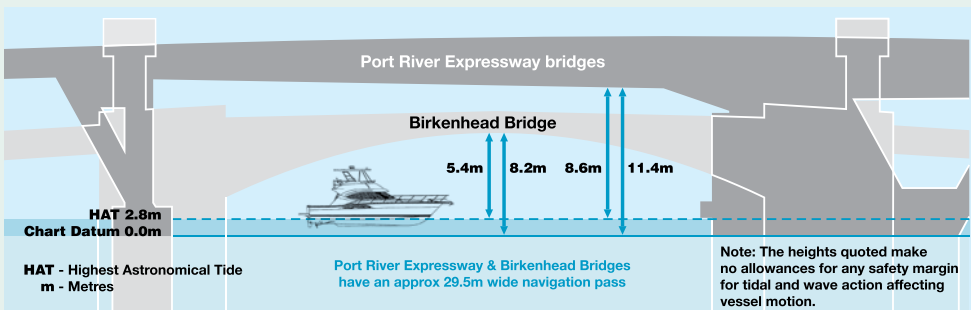 Port River Expressway bridges
Birkenhead Bridge
5.4m 8.2m 8.6m 11.4m
HAT 2.8m
Chart Datum 0.0m
HAT - Highest Astronomical Tide
m - Metres
Port River Expressway & Birkenhead Bridges
have an approx 29.5m wide navigation pass
Note: The heights quoted make
no allowances for any safety margin
for tidal and wave action affecting
vessel motion.